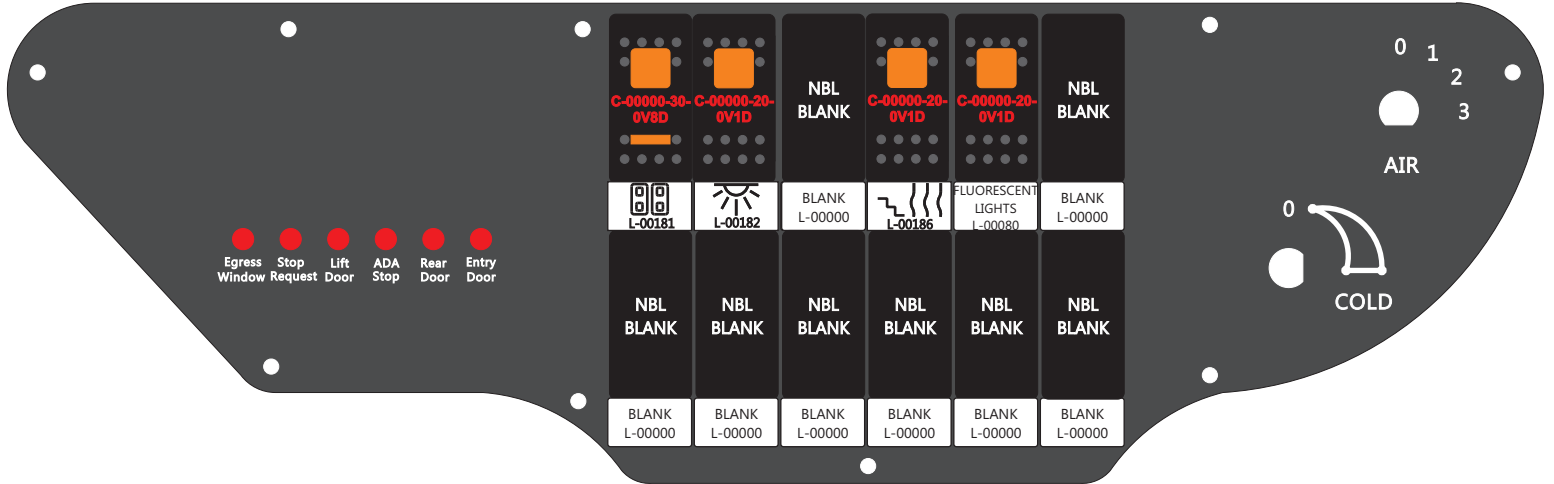 C-00000-30-
0V8D
C-00000-20-
0V1D
NBL
BLANK
C-00000-20-
0V1D
C-00000-20-
0V1D
NBL
BLANK
L-00181
L-00182
BLANK
L-00000
L-00186
FLUORESCENT
LIGHTS
L-00080
BLANK
L-00000
0
1
2
3
AIR
0
COLD
Egress
Window
Stop
Request
Lift
Door
ADA
Stop
Rear
Door
Entry
Door
NBL
BLANK
NBL
BLANK
NBL
BLANK
NBL
BLANK
NBL
BLANK
NBL
BLANK
BLANK
L-00000
BLANK
L-00000
BLANK
L-00000
BLANK
L-00000
BLANK
L-00000
BLANK
L-00000